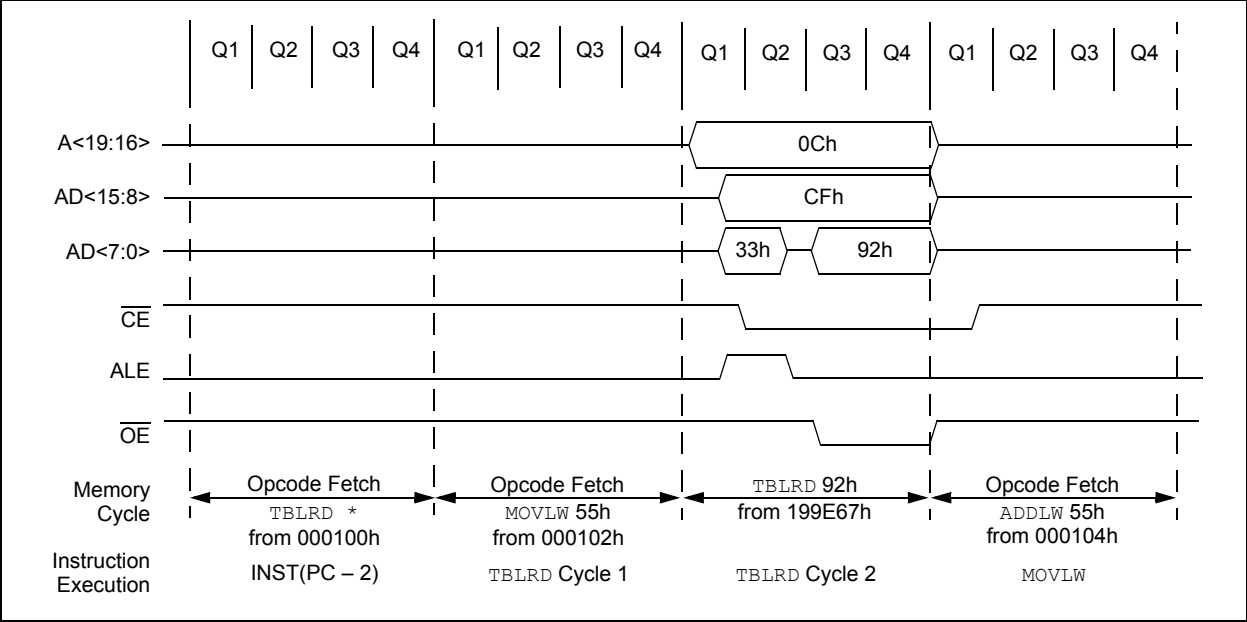 Q1 Q2 Q3 Q4 Q1 Q2 Q3 Q4 Q1 Q2 Q3 Q4 Q1 Q2 Q3 Q4
A<19:16> 0Ch
AD<15:8> CFh
AD<7:0> 33h 92h
CE
ALE
OE
Memory Cycle
Opcode Fetch
TBLRD *
from 000100h
Opcode Fetch
MOVLW 55h
from 000102h
TBLRD 92h
from 199E67h
Opcode Fetch
ADDLW 55h
from 000104h
Instruction
Execution
INST(PC – 2) TBLRD Cycle 1 TBLRD Cycle 2 MOVLW